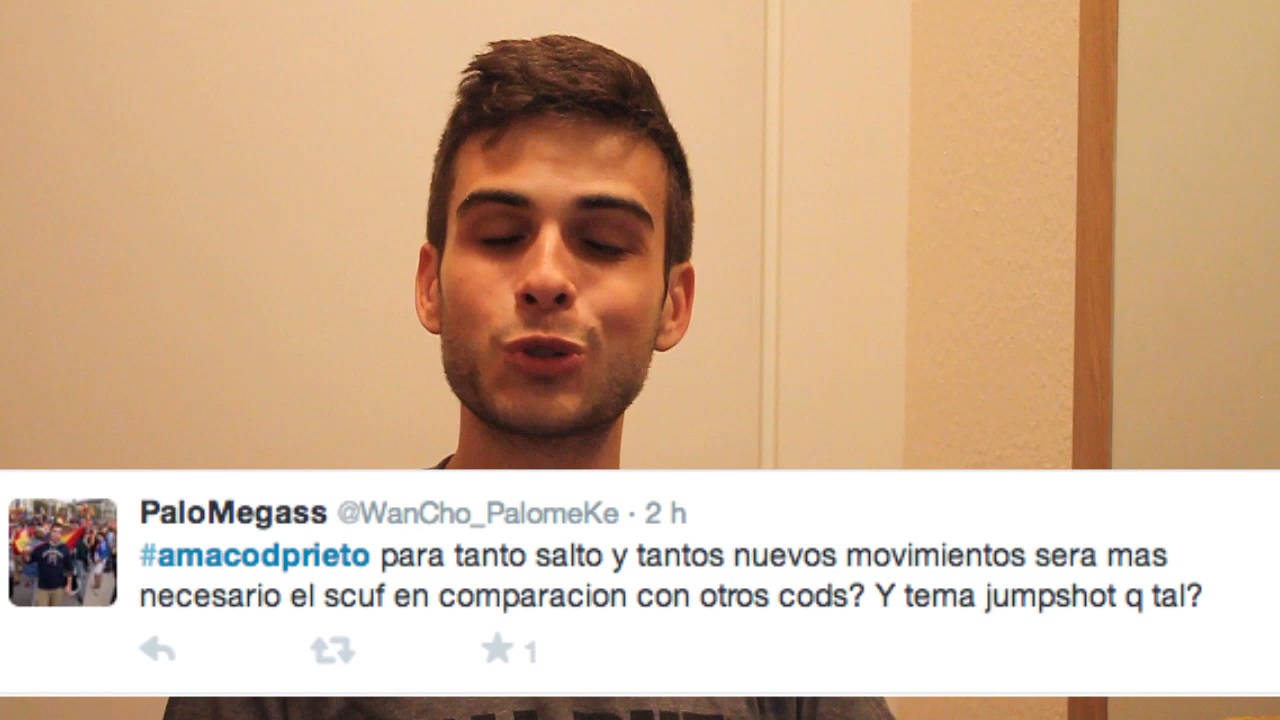 PaloMegass @WanCho_PalomeKe · 2 h
#amacodprieto para tanto salto y tantos nuevos movimientos sera mas
necesario el scuf en comparacion con otros cods? Y tema jumpshot q tal?
1